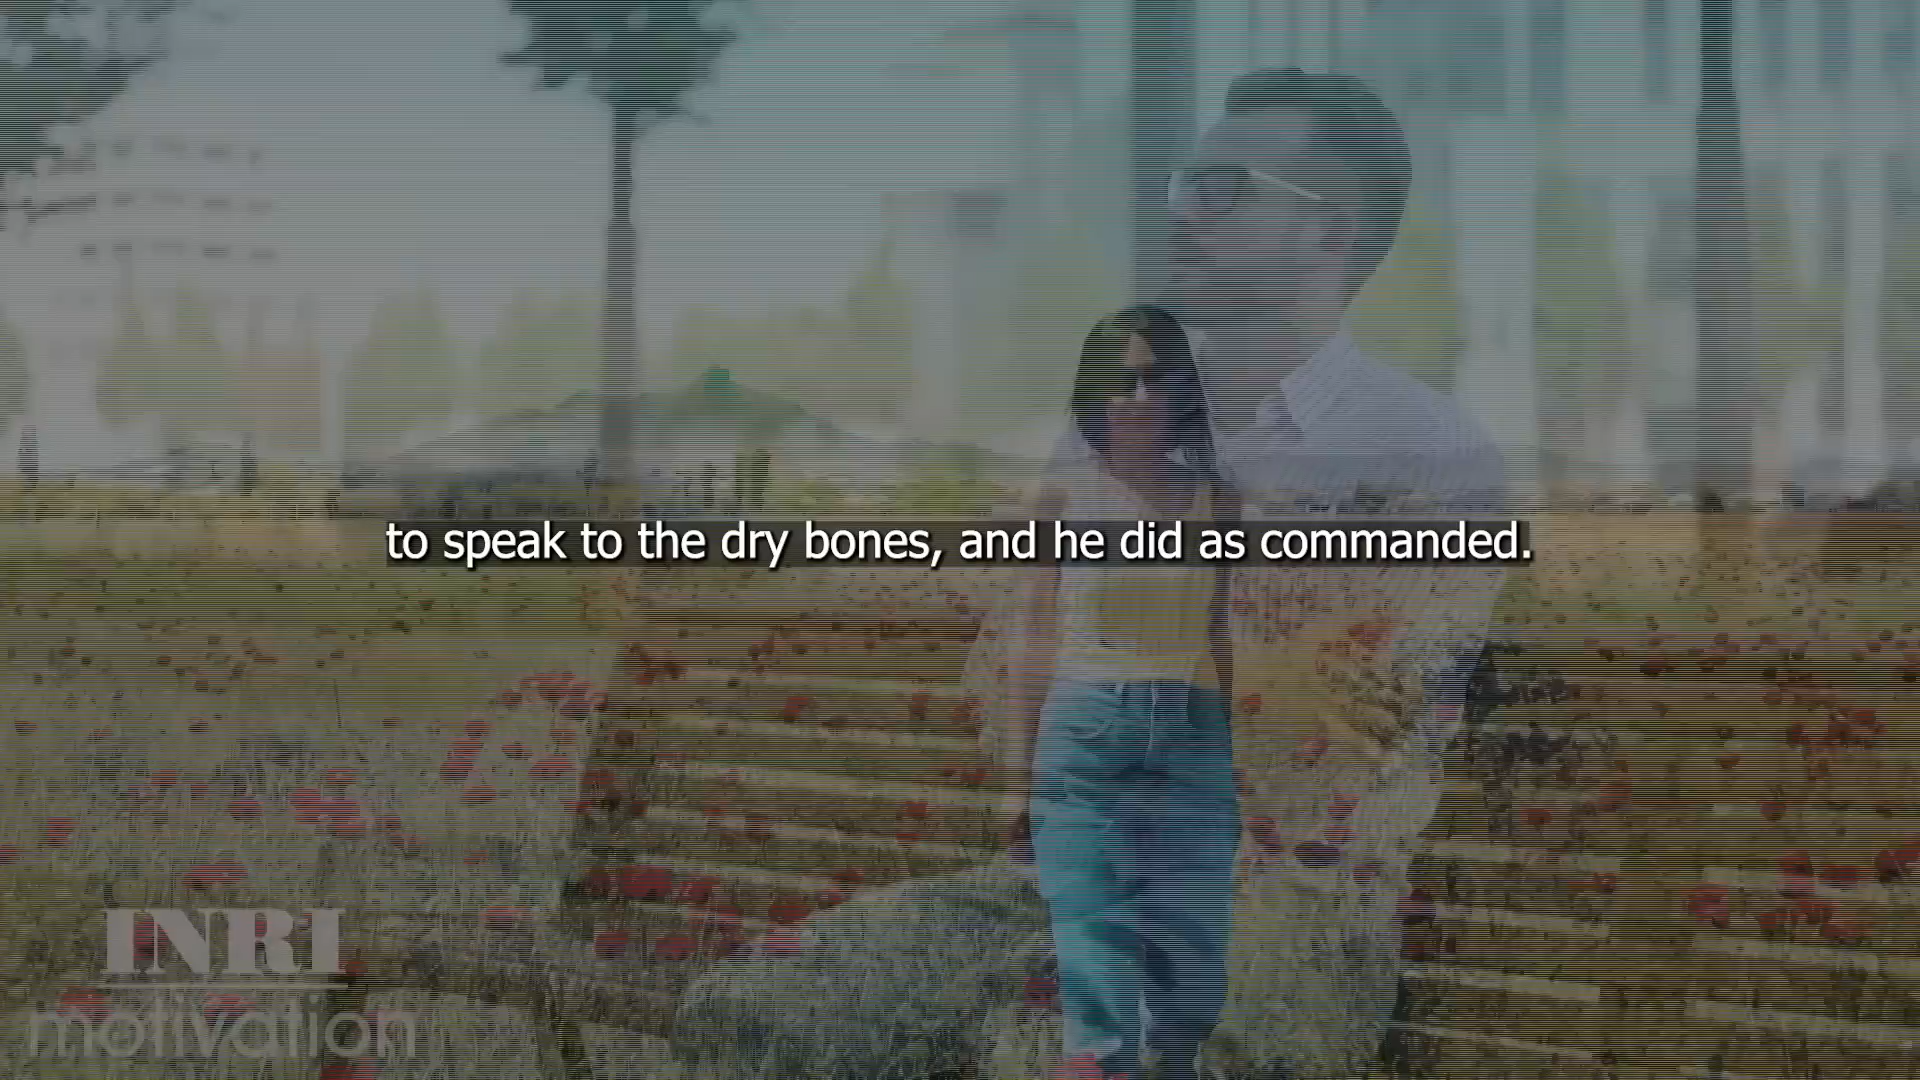 to speak to the dry bones, and he did as commanded.
INRI
motivation